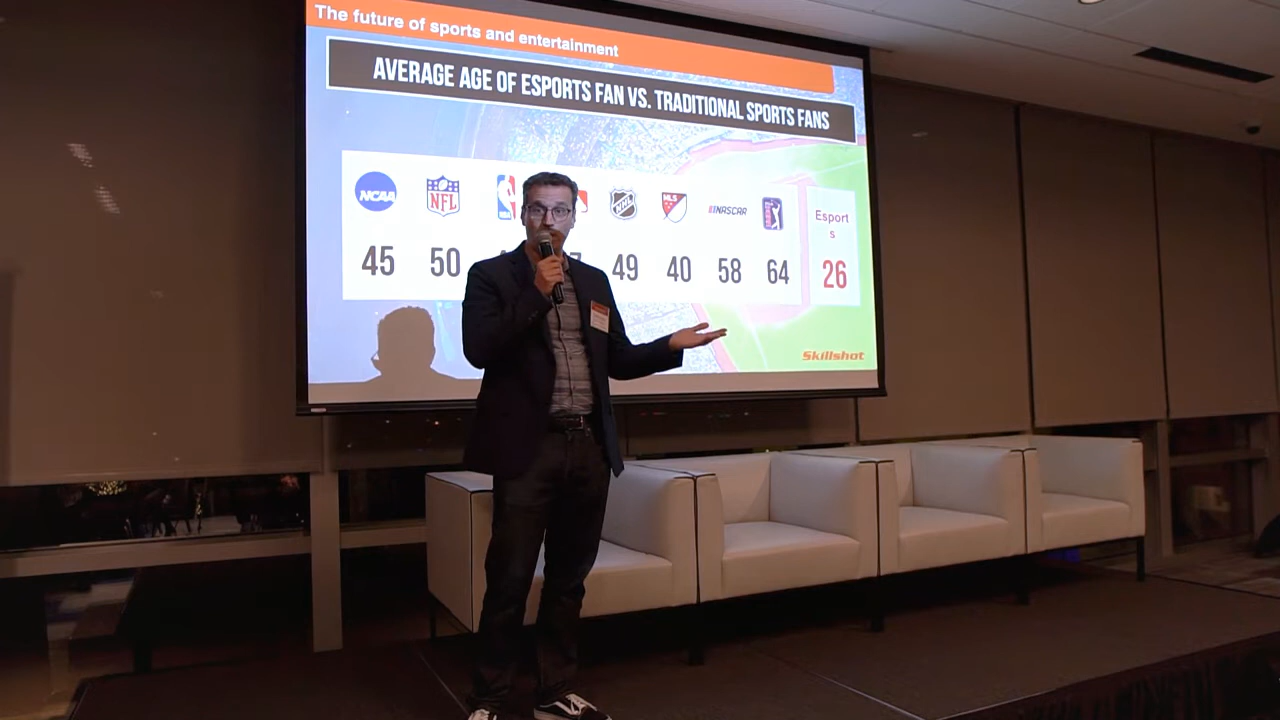 The future of sports and entertainment
AVERAGE AGE OF ESPORTS FAN VS. TRADITIONAL SPORTS FANS
NCAA NFL NHL MLS NASCAR
Esport
s
45 50 49 40 58 64 26
Skillshot